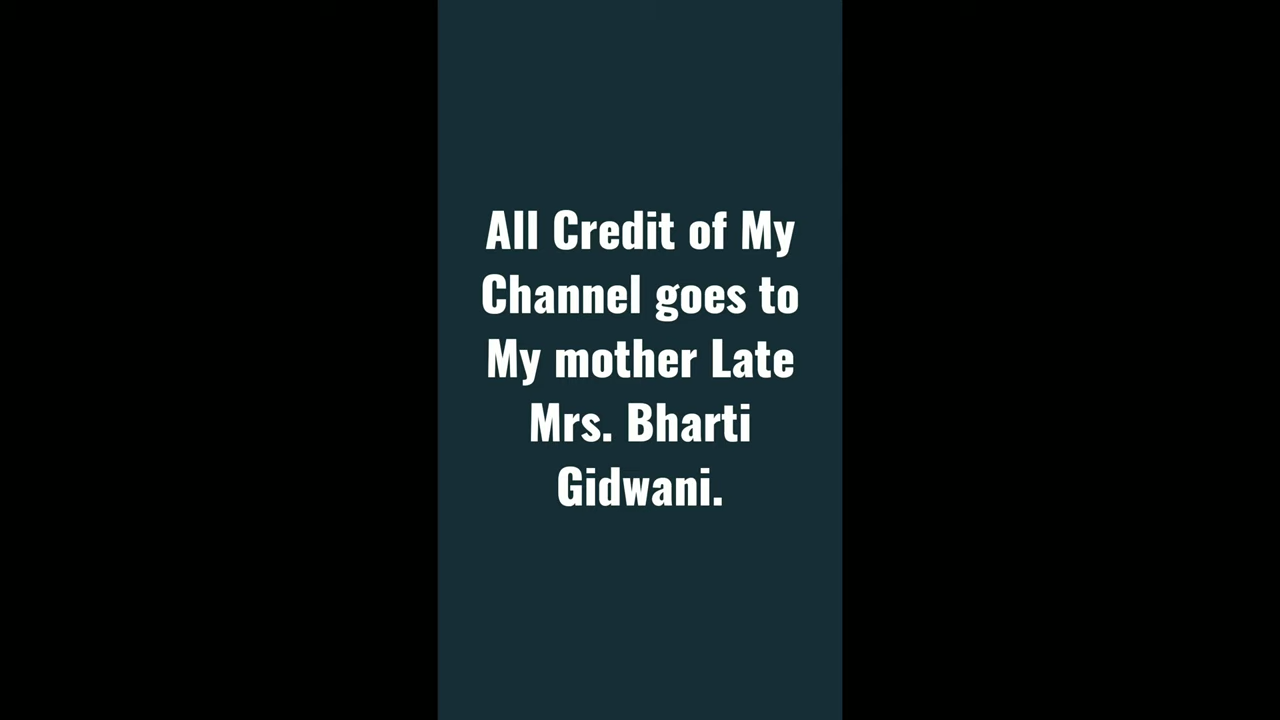 All Credit of My
Channel goes to
My mother Late
Mrs. Bharti
Gidwani.